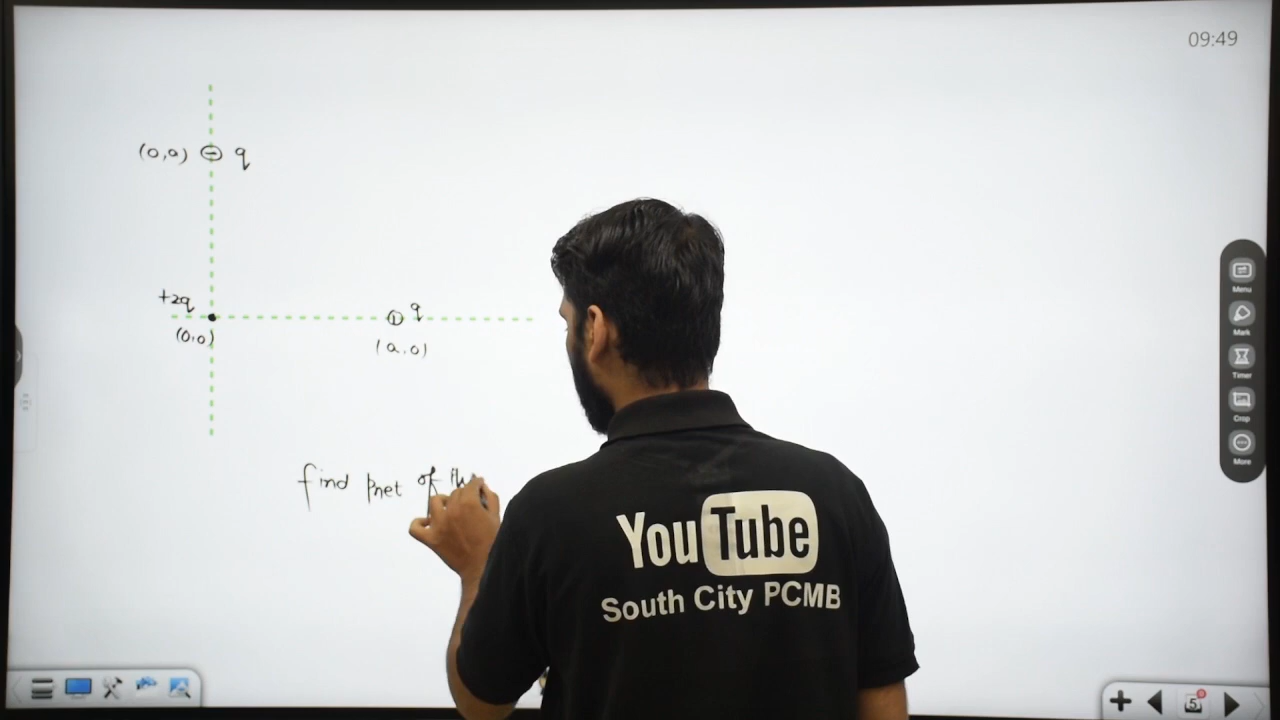 09:49
(0,a) q
+2q
(0,0)
q
(a,0)
find Pnet of
YouTube
South City PCMB
Menu
Mark
Timer
Crop
More
5